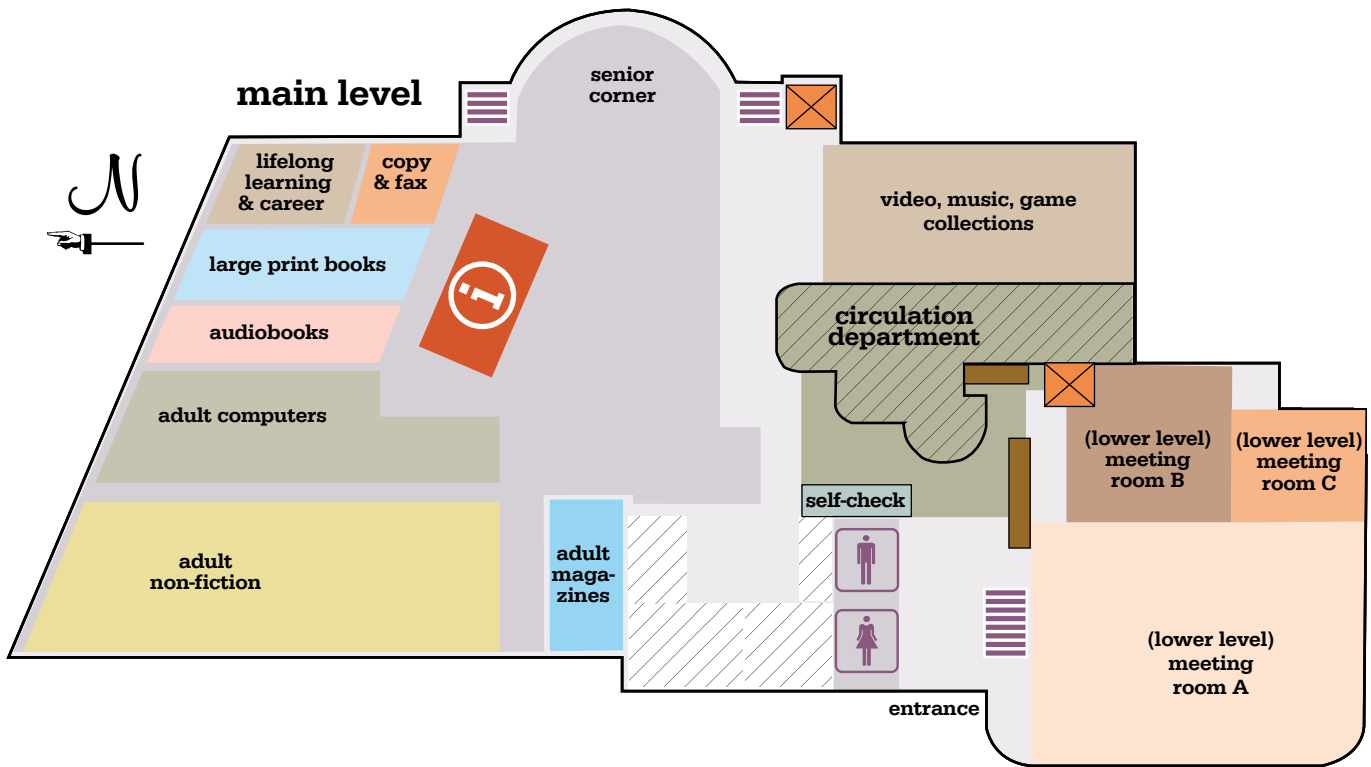 main level
N
senior
corner
lifelong
learning
& career
copy
& fax
large print books
audiobooks
adult computers
adult
non-fiction
i
adult
maga-
zines
video, music, game
collections
circulation
department
self-check
(lower level)
meeting
room B
(lower level)
meeting
room C
(lower level)
meeting
room A
entrance